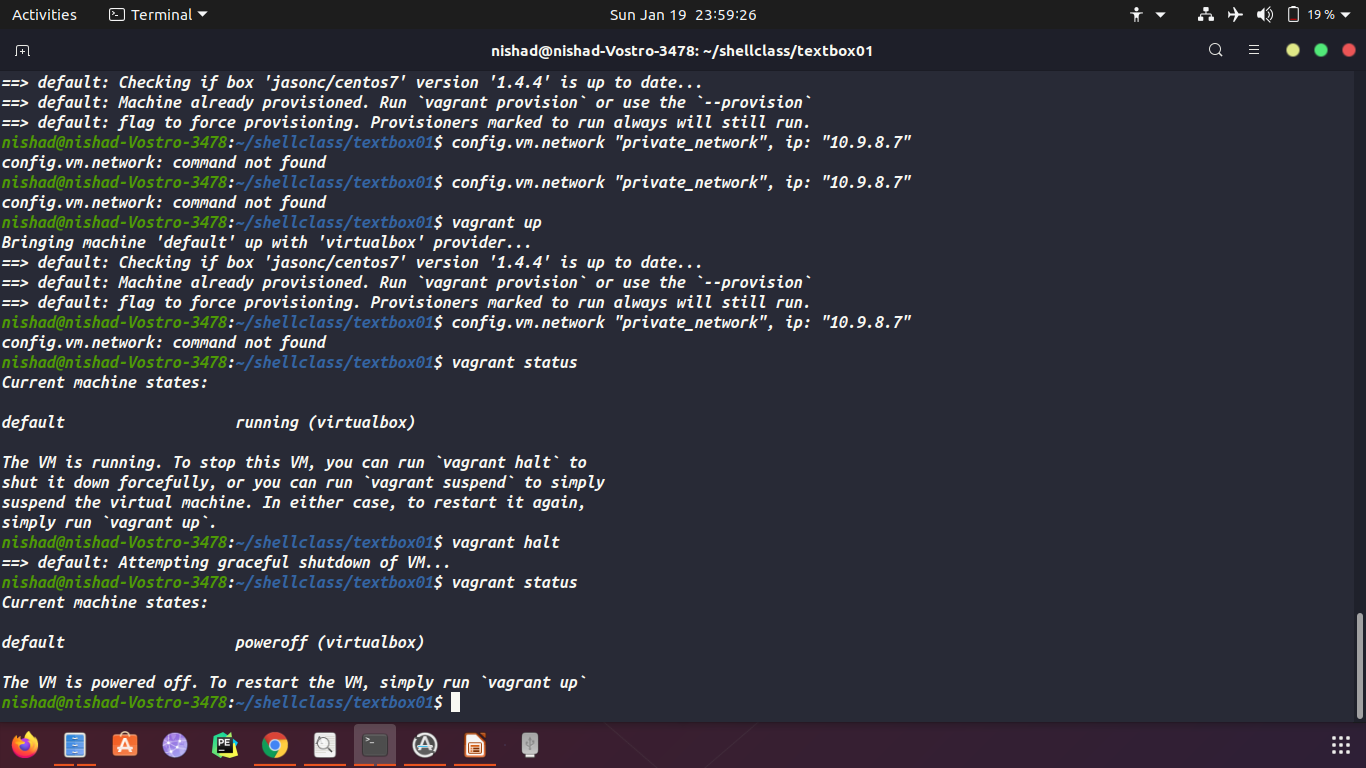 Activities Terminal Sun Jan 19 23:59:26 19 %
nishad@nishad-Vostro-3478: ~/shellclass/textbox01
==> default: Checking if box 'jasonc/centos7' version '1.4.4' is up to date...
==> default: Machine already provisioned. Run `vagrant provision` or use the `--provision`
==> default: flag to force provisioning. Provisioners marked to run always will still run.
nishad@nishad-Vostro-3478:~/shellclass/textbox01$ config.vm.network "private_network", ip: "10.9.8.7"
config.vm.network: command not found
nishad@nishad-Vostro-3478:~/shellclass/textbox01$ config.vm.network "private_network", ip: "10.9.8.7"
config.vm.network: command not found
nishad@nishad-Vostro-3478:~/shellclass/textbox01$ vagrant up
Bringing machine 'default' up with 'virtualbox' provider...
==> default: Checking if box 'jasonc/centos7' version '1.4.4' is up to date...
==> default: Machine already provisioned. Run `vagrant provision` or use the `--provision`
==> default: flag to force provisioning. Provisioners marked to run always will still run.
nishad@nishad-Vostro-3478:~/shellclass/textbox01$ config.vm.network "private_network", ip: "10.9.8.7"
config.vm.network: command not found
nishad@nishad-Vostro-3478:~/shellclass/textbox01$ vagrant status
Current machine states:
default running (virtualbox)
The VM is running. To stop this VM, you can run `vagrant halt` to
shut it down forcefully, or you can run `vagrant suspend` to simply
suspend the virtual machine. In either case, to restart it again,
simply run `vagrant up`.
nishad@nishad-Vostro-3478:~/shellclass/textbox01$ vagrant halt
==> default: Attempting graceful shutdown of VM...
nishad@nishad-Vostro-3478:~/shellclass/textbox01$ vagrant status
Current machine states:
default poweroff (virtualbox)
The VM is powered off. To restart the VM, simply run `vagrant up`
nishad@nishad-Vostro-3478:~/shellclass/textbox01$
PE